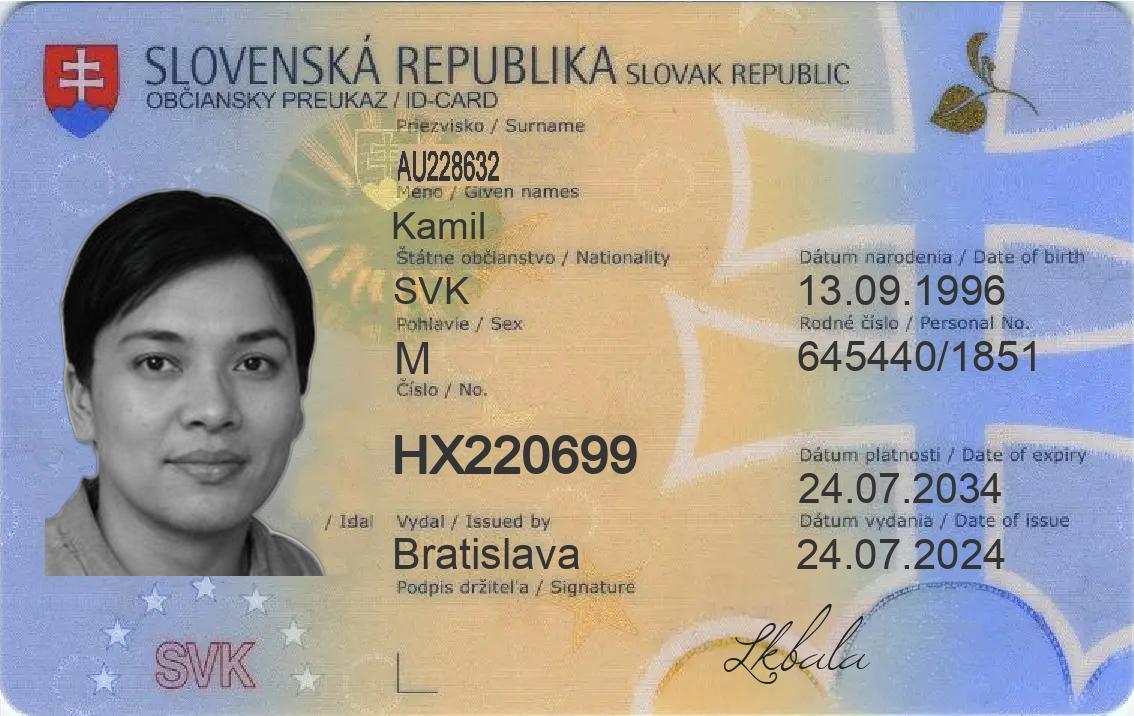 SLOVENSKÁ REPUBLIKA SLOVAK REPUBLIC
OBČIANSKY PREUKAZ / ID-CARD
Priezvisko / Surname
AU228632
Meno / Given names
Kamil
Štátne občianstvo / Nationality
SVK
Dátum narodenia / Date of birth
13.09.1996
Pohlavie / Sex
M
Rodné číslo / Personal No.
645440/1851
Číslo / No.
HX220699
Dátum platnosti / Date of expiry
24.07.2034
/ Idal Vydal / Issued by
Bratislava
Dátum vydania / Date of issue
24.07.2024
Podpis držiteľa / Signature
Lkbala
SVK